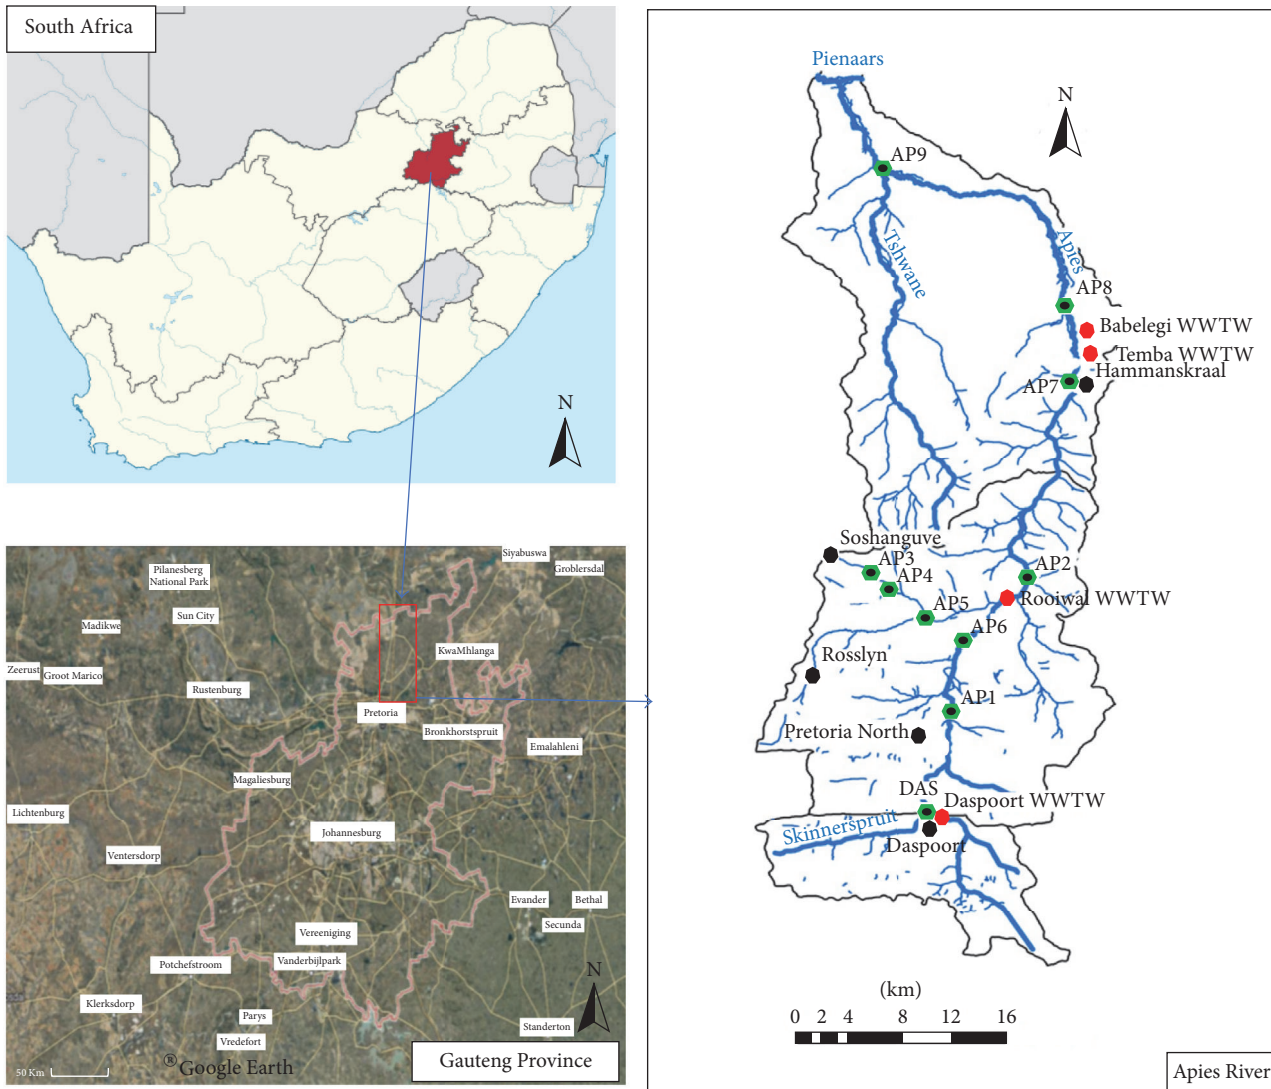 South Africa
N
Siyabuswa
Groblersdal
Pilanesberg
National Park
Sun City
Madikwe
KwaMhlanga
Zeerust
Groot Marico
Rustenburg
Pretoria
Bronkhorstspruit
Emalahleni
Magaliesburg
Lichtenburg
Johannesburg
Ventersdorp
Evander
Bethal
Secunda
Vereeniging
Potchefstroom
Vanderbijlpark
N
Klerksdorp
Parys
Standerton
Vredefort
® Google Earth
50 Km
Gauteng Province
Pienaars
N
AP9
Tshwane
Apies
AP8
Babelegi WWTW
Temba WWTW
Hammanskraal
AP7
Soshanguve
AP3
AP4
AP2
Rooiwal WWTW
AP5
AP6
Rosslyn
AP1
Pretoria North
DAS
Daspoort WWTW
Skinnerspruit
Daspoort
(km)
0 2 4 8 12 16
Apies River